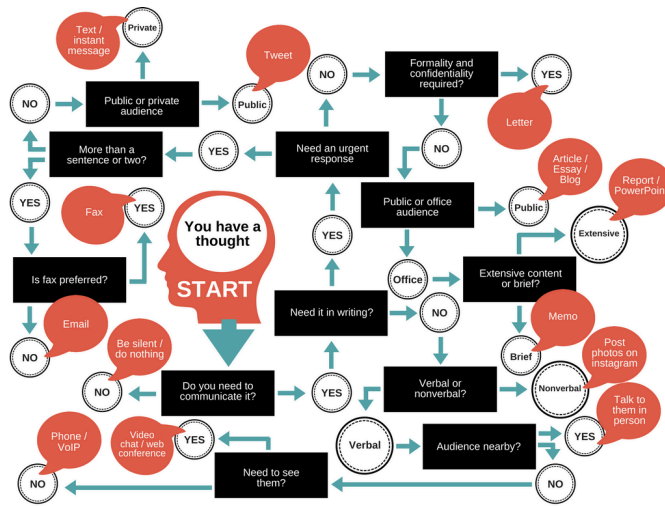 Text /
instant
message
Private
Tweet
NO
Public or private
audience
Public
NO
Formality and
confidentiality
required?
YES
Letter
More than a
sentence or two?
YES
Need an urgent
response
NO
Article /
Essay /
Blog
Report /
PowerPoint
YES
Fax
YES
You have a
thought
START
Public or office
audience
Public
Extensive
YES
Is fax preferred?
Office
Extensive content
or brief?
Need it in writing?
NO
Email
NO
Be silent /
do nothing
NO
Do you need to
communicate it?
YES
Verbal or
nonverbal?
Brief
Memo
Nonverbal
Post
photos on
instagram
Phone /
VoIP
Video
chat / web
conference
YES
Verbal
Audience nearby?
YES
Talk to
them in
person
NO
Need to see
them?
NO